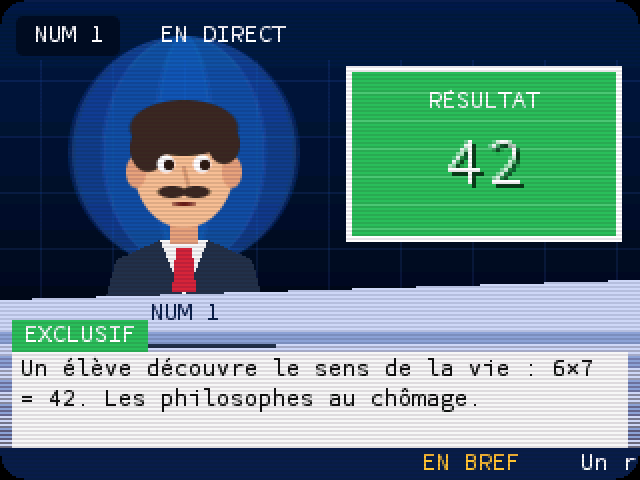 NUM 1
EN DIRECT
RÉSULTAT
42
NUM 1
EXCLUSIF
Un élève découvre le sens de la vie : 6×7
= 42. Les philosophes au chômage.
EN BREF
Un r